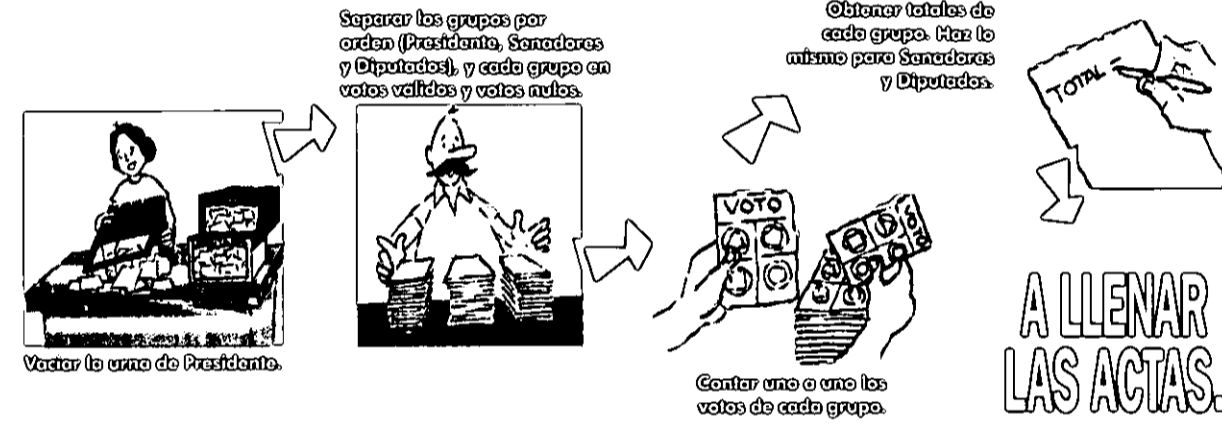 Vaciar la urna de Presidente.
Separar los grupos por
orden (Presidente, Senadores
y Diputados), y cada grupo en
votos validos y votos nulos.
VOTO
VOTO
Contar uno a uno los
votos de cada grupo.
Obtener totales de
cada grupo. Haz lo
mismo para Senadores
y Diputados.
TOTAL -
A LLENAR
LAS ACTAS.